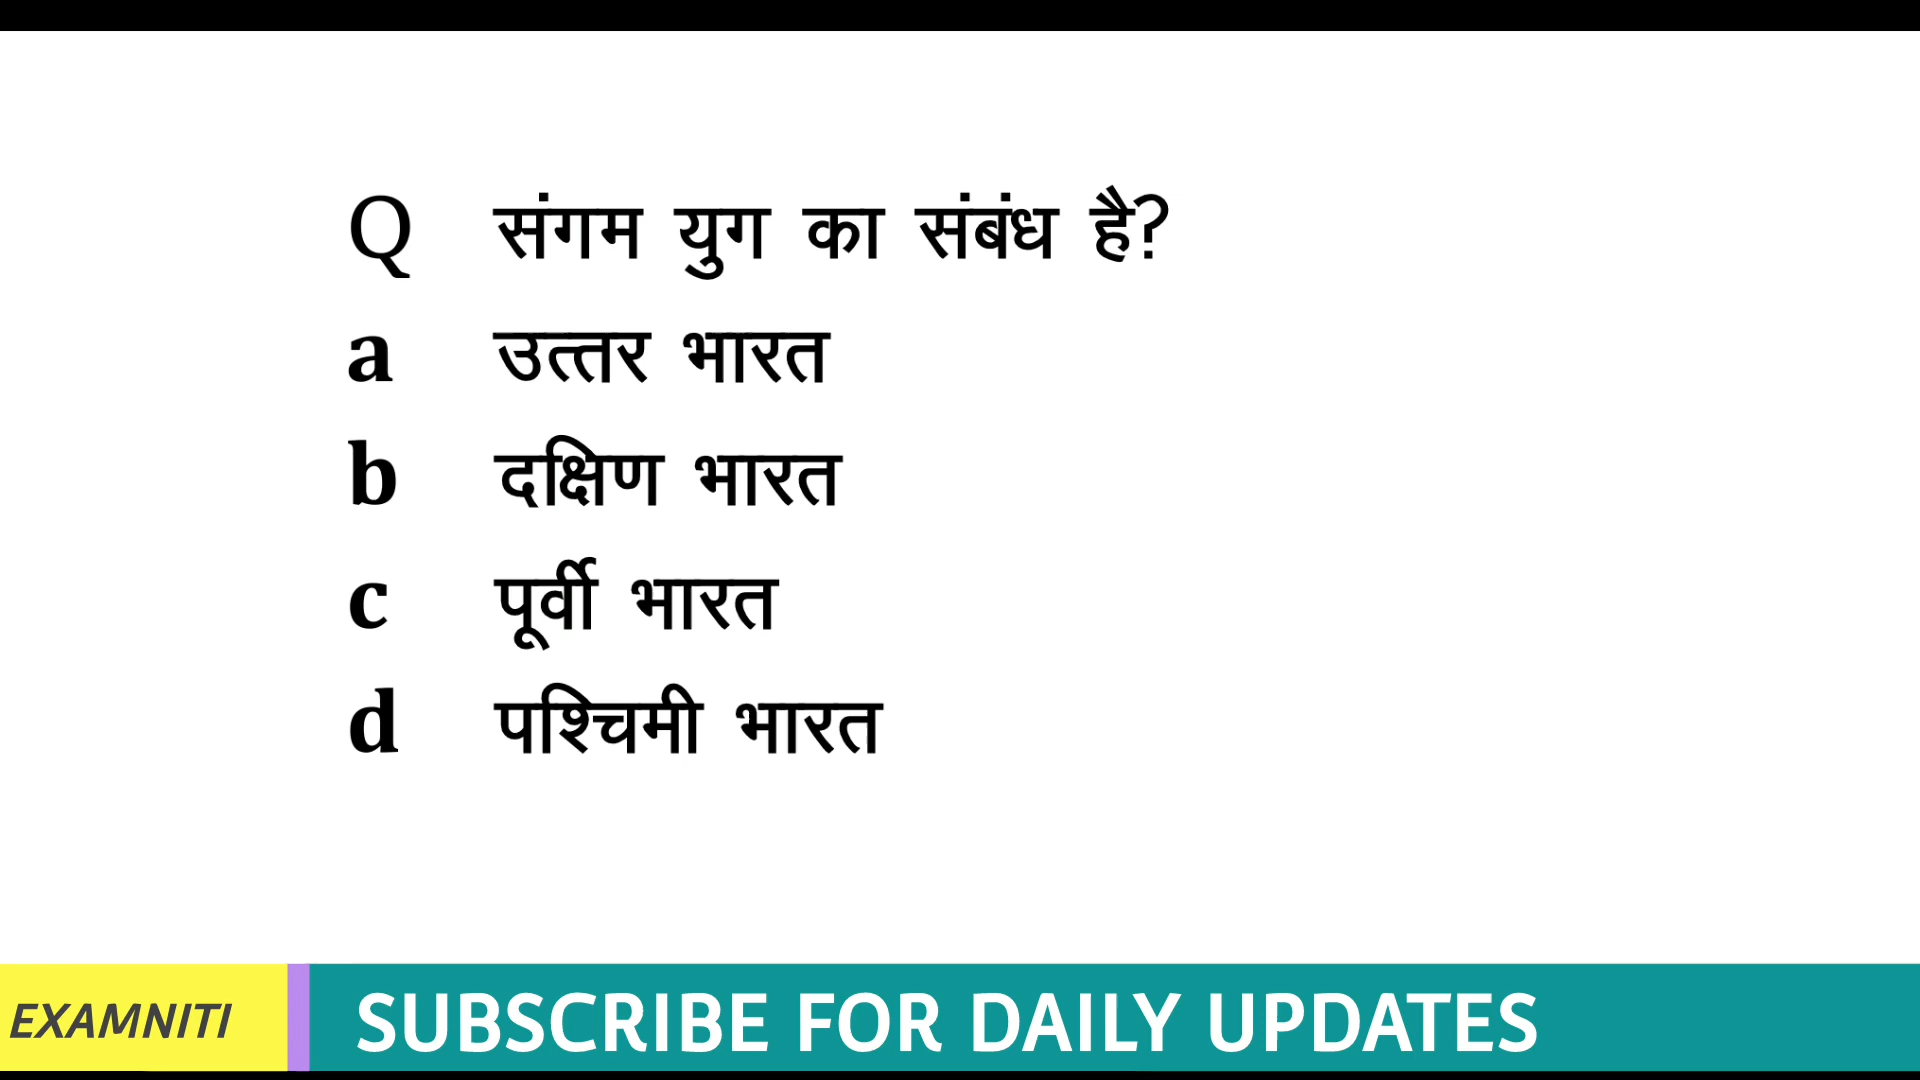 Q संगम युग का संबंध है?
a उत्तर भारत
b दक्षिण भारत
c पूर्वी भारत
d पश्चिमी भारत
EXAMNITI SUBSCRIBE FOR DAILY UPDATES